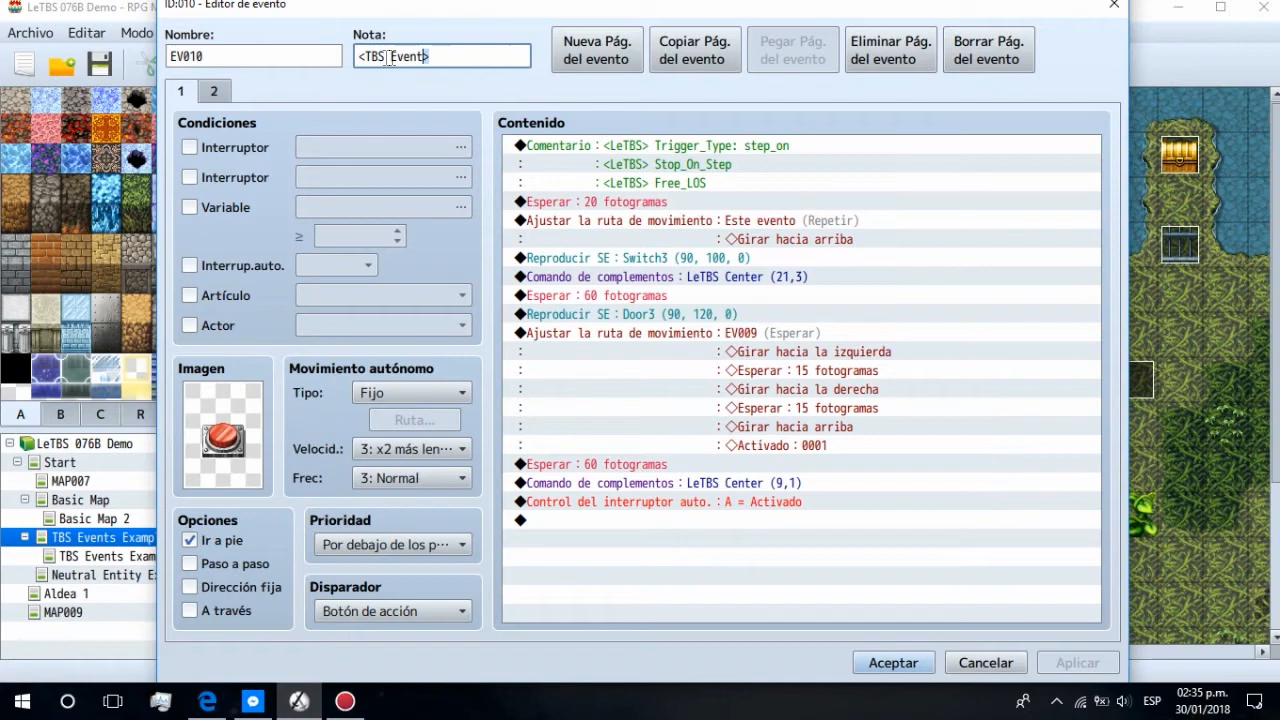 LeTBS 076B Demo - RPG M
ID:010 - Editor de evento
Archivo Editar Modo
Nombre:
EV010
Nota:
<TBS Event>
Nueva Pág.
del evento
Copiar Pág.
del evento
Pegar Pág.
del evento
Eliminar Pág.
del evento
Borrar Pág.
del evento
1 2
Condiciones
Interruptor ...
Interruptor ...
Variable ...
≥
Interrup.auto.
Artículo
Actor
Imagen
Movimiento autónomo
Tipo: Fijo
Ruta...
Velocid.: 3: x2 más len···
Frec: 3: Normal
Opciones
Ir a pie
Paso a paso
Dirección fija
A través
Prioridad
Por debajo de los p···
Disparador
Botón de acción
Contenido
◆Comentario：<LeTBS> Trigger_Type: step_on
：<LeTBS> Stop_On_Step
：<LeTBS> Free_LOS
◆Esperar：20 fotogramas
◆Ajustar la ruta de movimiento：Este evento (Repetir)
：◇Girar hacia arriba
◆Reproducir SE：Switch3 (90, 100, 0)
◆Comando de complementos：LeTBS Center (21,3)
◆Esperar：60 fotogramas
◆Reproducir SE：Door3 (90, 120, 0)
◆Ajustar la ruta de movimiento：EV009 (Esperar)
：◇Girar hacia la izquierda
：◇Esperar：15 fotogramas
：◇Girar hacia la derecha
：◇Esperar：15 fotogramas
：◇Girar hacia arriba
：◇Activado：0001
◆Esperar：60 fotogramas
◆Comando de complementos：LeTBS Center (9,1)
◆Control del interruptor auto.：A = Activado
◆
Aceptar Cancelar Aplicar
A B C R
LeTBS 076B Demo
Start
MAP007
Basic Map
Basic Map 2
TBS Events Examp
TBS Events Exam
Neutral Entity E
Aldea 1
MAP009
ESP
02:35 p.m.
30/01/2018